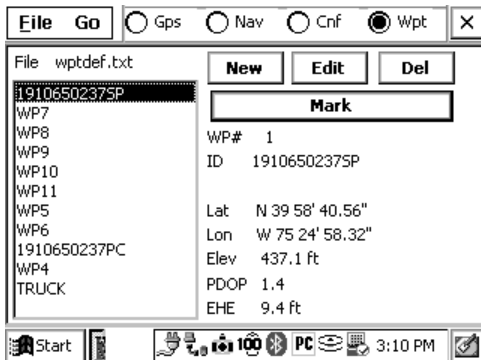 File Go Gps Nav Cnf Wpt
File wptdef.txt
New Edit Del
Mark
1910650237SP
WP7
WP8
WP9
WP10
WP11
WP5
WP6
1910650237PC
WP4
TRUCK
WP# 1
ID 1910650237SP
Lat N 39 58' 40.56"
Lon W 75 24' 58.32"
Elev 437.1 ft
PDOP 1.4
EHE 9.4 ft
Start 100 PC 3:10 PM